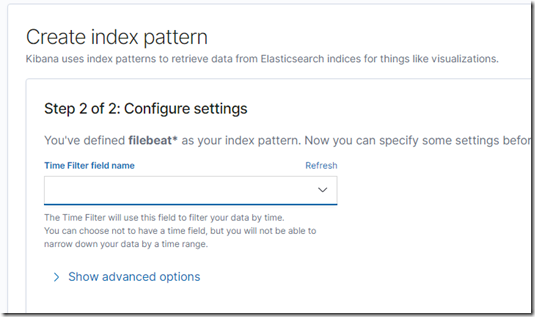 Create index pattern
Kibana uses index patterns to retrieve data from Elasticsearch indices for things like visualizations.
Step 2 of 2: Configure settings
You've defined filebeat* as your index pattern. Now you can specify some settings befor
Time Filter field name
Refresh
The Time Filter will use this field to filter your data by time.
You can choose not to have a time field, but you will not be able to
narrow down your data by a time range.
Show advanced options